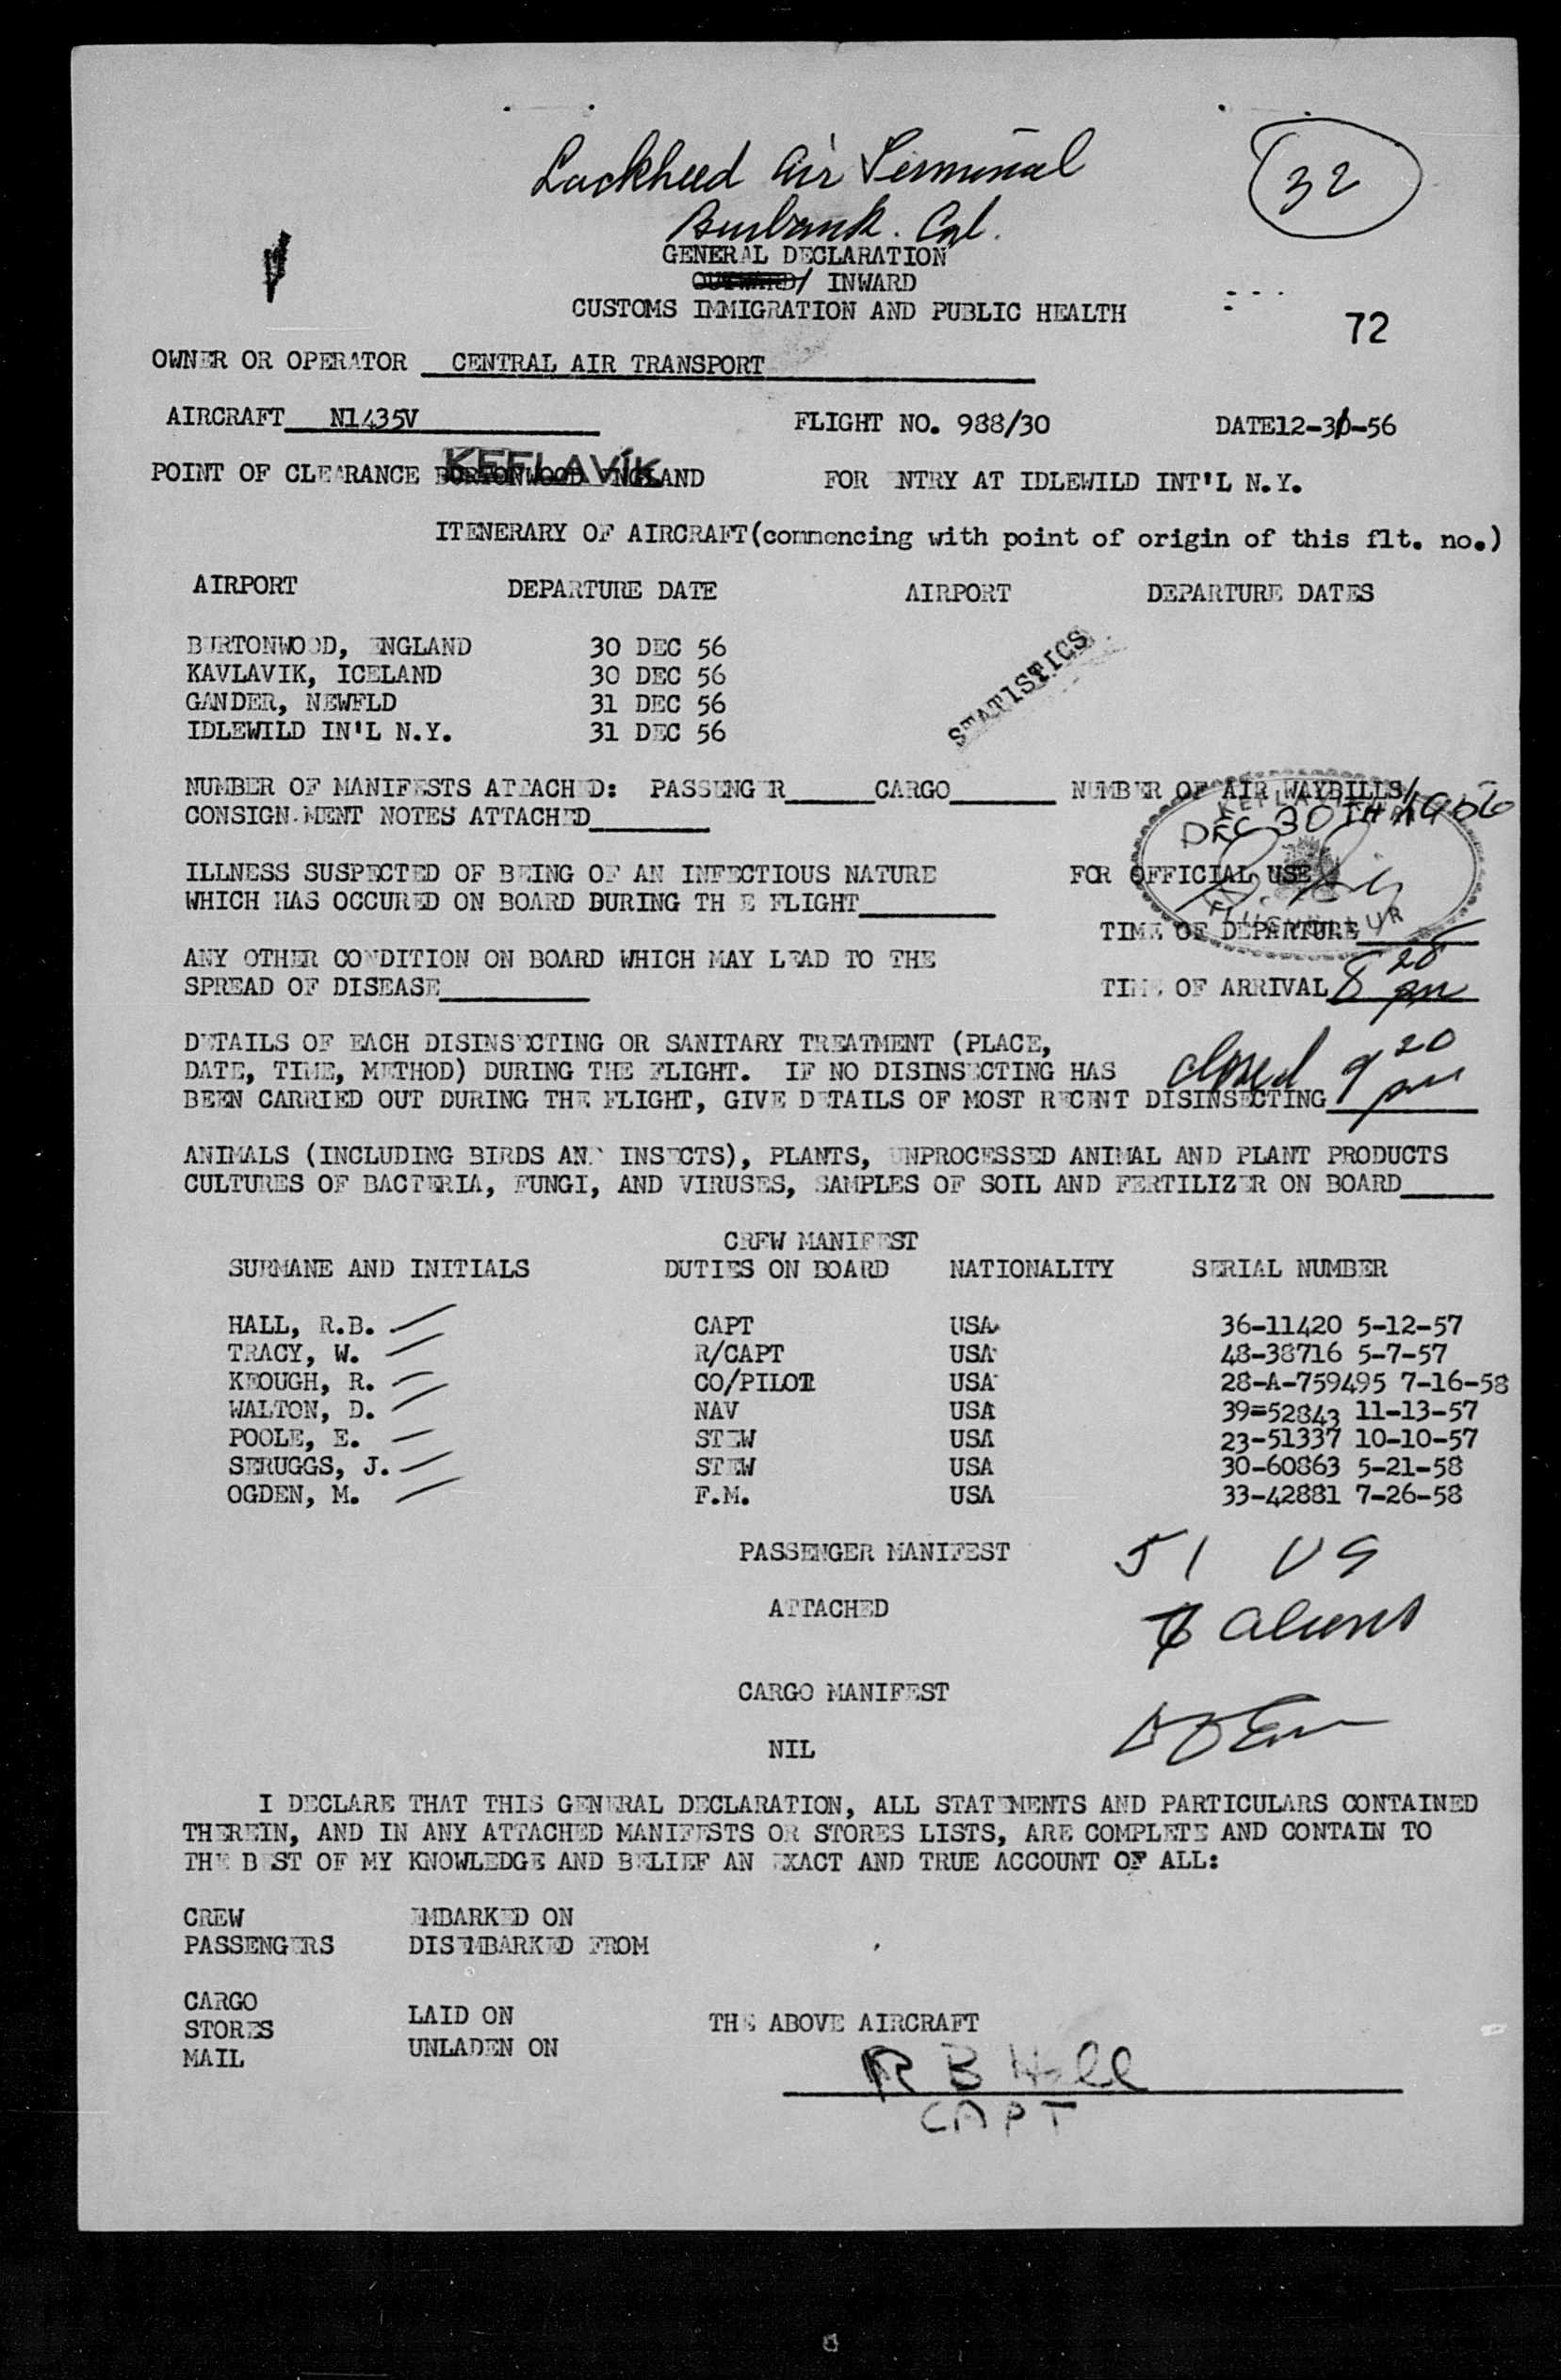 Lockheed Air Terminal
32
Burbank. Cal.
GENERAL DECLARATION
OUTWARD/ INWARD
CUSTOMS IMMIGRATION AND PUBLIC HEALTH
72
OWNER OR OPERATOR CENTRAL AIR TRANSPORT
AIRCRAFT N1435V FLIGHT NO. 988/30 DATE12-30-56
POINT OF CLEARANCE BURTONWOOD ENGLAND KEFLAVÍK FOR ENTRY AT IDLEWILD INT'L N.Y.
ITENERARY OF AIRCRAFT(commencing with point of origin of this flt. no.)
AIRPORT DEPARTURE DATE AIRPORT DEPARTURE DATES
BURTONWOOD, ENGLAND 30 DEC 56
KAVLAVIK, ICELAND 30 DEC 56
GANDER, NEWFLD 31 DEC 56
IDLEWILD IN'L N.Y. 31 DEC 56
STATISTICS
NUMBER OF MANIFESTS ATTACHED: PASSENGER CARGO NUMBER OF AIR WAYBILLS/
CONSIGNMENT NOTES ATTACHED
DEC 30TH 1956
ILLNESS SUSPECTED OF BEING OF AN INFECTIOUS NATURE FOR OFFICIAL USE
WHICH HAS OCCURED ON BOARD DURING TH E FLIGHT
TIME OF DEPARTURE
ANY OTHER CONDITION ON BOARD WHICH MAY LEAD TO THE
SPREAD OF DISEASE TIME OF ARRIVAL 8 20 pm
DETAILS OF EACH DISINSECTING OR SANITARY TREATMENT (PLACE,
DATE, TIME, METHOD) DURING THE FLIGHT. IF NO DISINSECTING HAS closed 9 20 pm
BEEN CARRIED OUT DURING THE FLIGHT, GIVE DETAILS OF MOST RECENT DISINSECTING
ANIMALS (INCLUDING BIRDS AND INSECTS), PLANTS, UNPROCESSED ANIMAL AND PLANT PRODUCTS
CULTURES OF BACTERIA, FUNGI, AND VIRUSES, SAMPLES OF SOIL AND FERTILIZER ON BOARD
CREW MANIFEST
SURMANE AND INITIALS DUTIES ON BOARD NATIONALITY SERIAL NUMBER
HALL, R.B. CAPT USA 36-11420 5-12-57
TRACY, W. R/CAPT USA 48-38716 5-7-57
KEOUGH, R. CO/PILOT USA 28-A-759495 7-16-58
WALTON, D. NAV USA 39=52843 11-13-57
POOLE, E. STEW USA 23-51337 10-10-57
SERUGGS, J. STEW USA 30-60863 5-21-58
OGDEN, M. F.M. USA 33-42881 7-26-58
PASSENGER MANIFEST 51 US
ATTACHED 6 aliens
CARGO MANIFEST
NIL
I DECLARE THAT THIS GENERAL DECLARATION, ALL STATEMENTS AND PARTICULARS CONTAINED
THEREIN, AND IN ANY ATTACHED MANIFESTS OR STORES LISTS, ARE COMPLETE AND CONTAIN TO
THE BEST OF MY KNOWLEDGE AND BELIEF AN EXACT AND TRUE ACCOUNT OF ALL:
CREW EMBARKED ON
PASSENGERS DISEMBARKED FROM
CARGO
STORES LAID ON THE ABOVE AIRCRAFT
MAIL UNLADEN ON
R B Hall
CAPT